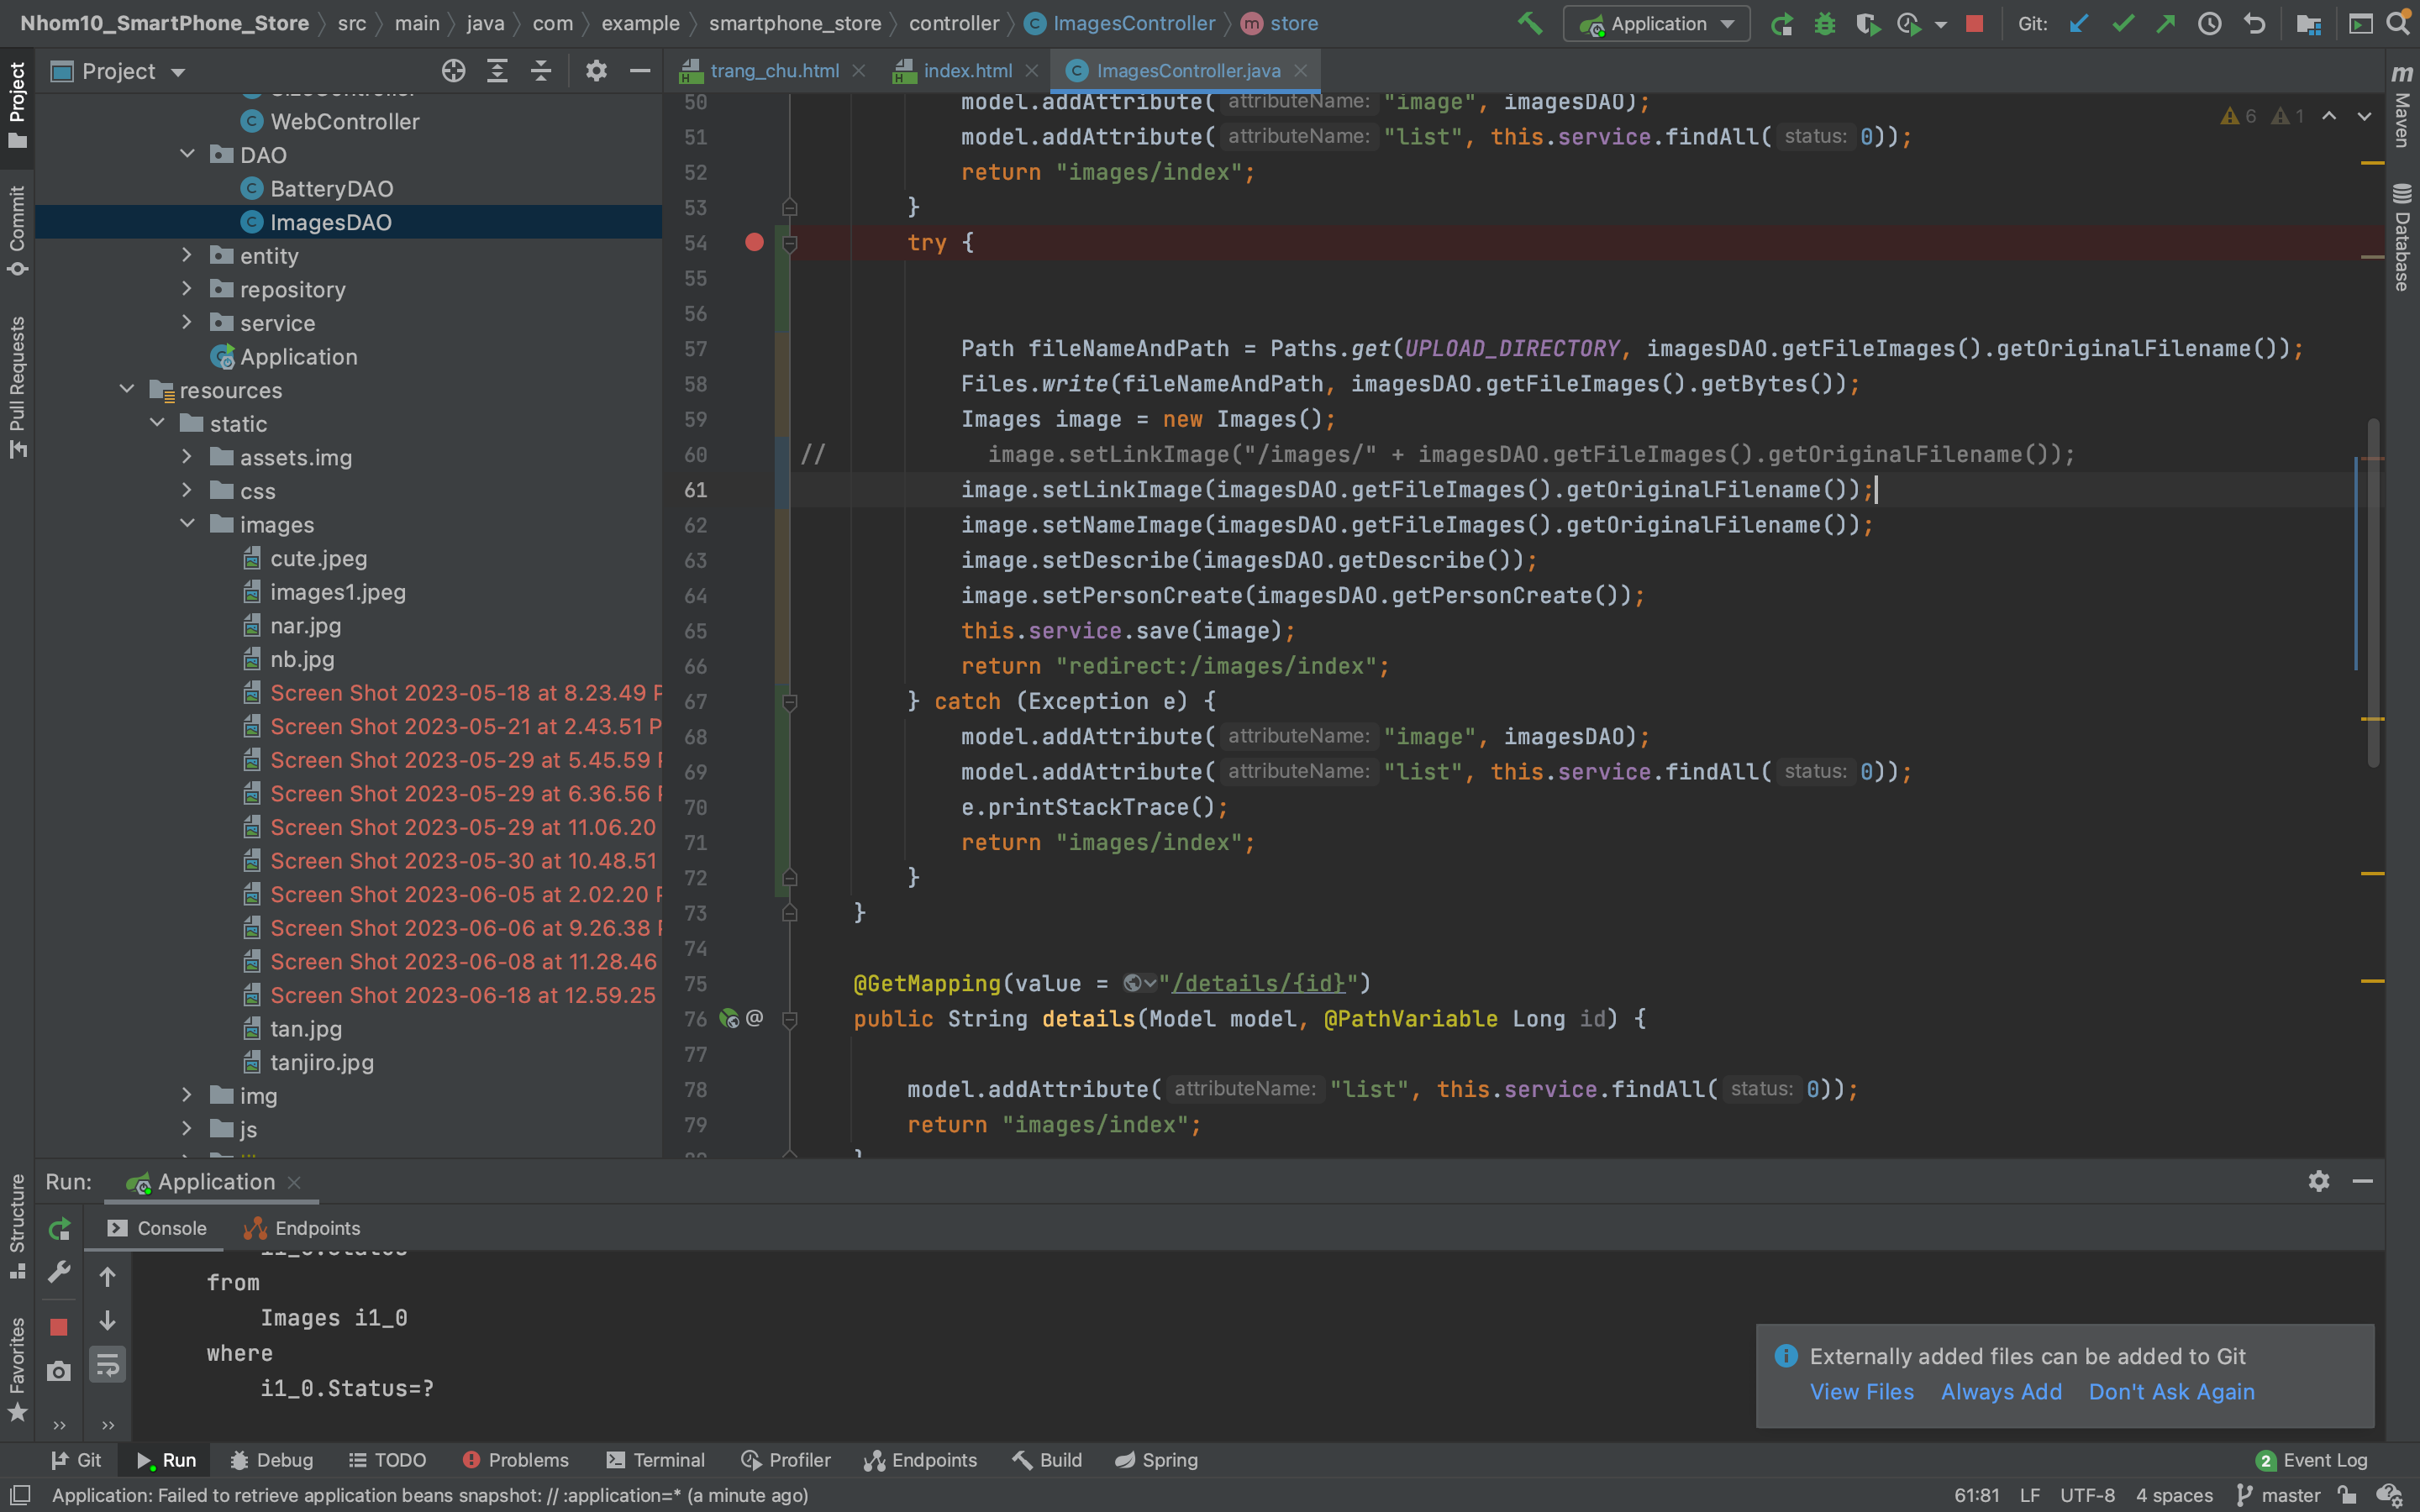 Nhom10_SmartPhone_Store src main java com example smartphone_store controller ImagesController store
Application
Git:
Project
trang_chu.html
index.html
ImagesController.java
WebController
DAO
BatteryDAO
ImagesDAO
entity
repository
service
Application
resources
static
assets.img
css
images
cute.jpeg
images1.jpeg
nar.jpg
nb.jpg
Screen Shot 2023-05-18 at 8.23.49 P
Screen Shot 2023-05-21 at 2.43.51 P
Screen Shot 2023-05-29 at 5.45.59
Screen Shot 2023-05-29 at 6.36.56
Screen Shot 2023-05-29 at 11.06.20
Screen Shot 2023-05-30 at 10.48.51
Screen Shot 2023-06-05 at 2.02.20
Screen Shot 2023-06-06 at 9.26.38
Screen Shot 2023-06-08 at 11.28.46
Screen Shot 2023-06-18 at 12.59.25
tan.jpg
tanjiro.jpg
img
js
6 1
50 model.addAttribute( attributeName: "image", imagesDAO);
51 model.addAttribute( attributeName: "list", this.service.findAll( status: 0));
52 return "images/index";
53 }
54 try {
55
56
57 Path fileNameAndPath = Paths.get(UPLOAD_DIRECTORY, imagesDAO.getFileImages().getOriginalFilename());
58 Files.write(fileNameAndPath, imagesDAO.getFileImages().getBytes());
59 Images image = new Images();
60 // image.setLinkImage("/images/" + imagesDAO.getFileImages().getOriginalFilename());
61 image.setLinkImage(imagesDAO.getFileImages().getOriginalFilename());
62 image.setNameImage(imagesDAO.getFileImages().getOriginalFilename());
63 image.setDescribe(imagesDAO.getDescribe());
64 image.setPersonCreate(imagesDAO.getPersonCreate());
65 this.service.save(image);
66 return "redirect:/images/index";
67 } catch (Exception e) {
68 model.addAttribute( attributeName: "image", imagesDAO);
69 model.addAttribute( attributeName: "list", this.service.findAll( status: 0));
70 e.printStackTrace();
71 return "images/index";
72 }
73 }
74
75 @GetMapping(value = "/details/{id}")
76 @ public String details(Model model, @PathVariable Long id) {
77
78 model.addAttribute( attributeName: "list", this.service.findAll( status: 0));
79 return "images/index";
Project
Commit
Pull Requests
Structure
Favorites
m Maven
Database
Run: Application
Console
Endpoints
from
Images i1_0
where
i1_0.Status=?
Externally added files can be added to Git
View Files Always Add Don't Ask Again
Git Run Debug TODO Problems Terminal Profiler Endpoints Build Spring
2 Event Log
Application: Failed to retrieve application beans snapshot: // :application=* (a minute ago)
61:81 LF UTF-8 4 spaces master